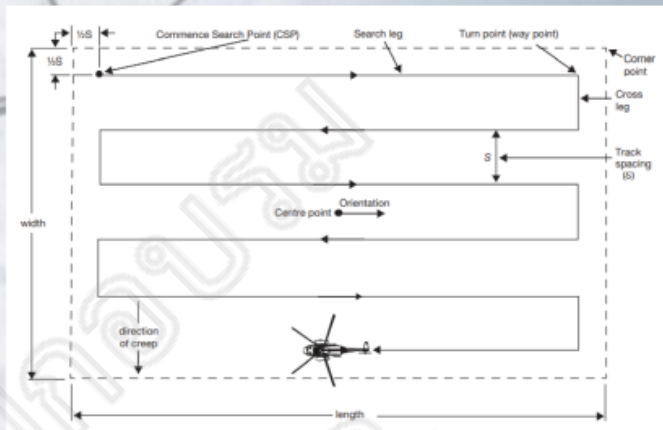 ½S
Commence Search Point (CSP)
Search leg
Turn point (way point)
½S
Corner
point
Cross
leg
S
Track
spacing
(S)
Orientation
Centre point
width
direction
of creep
length